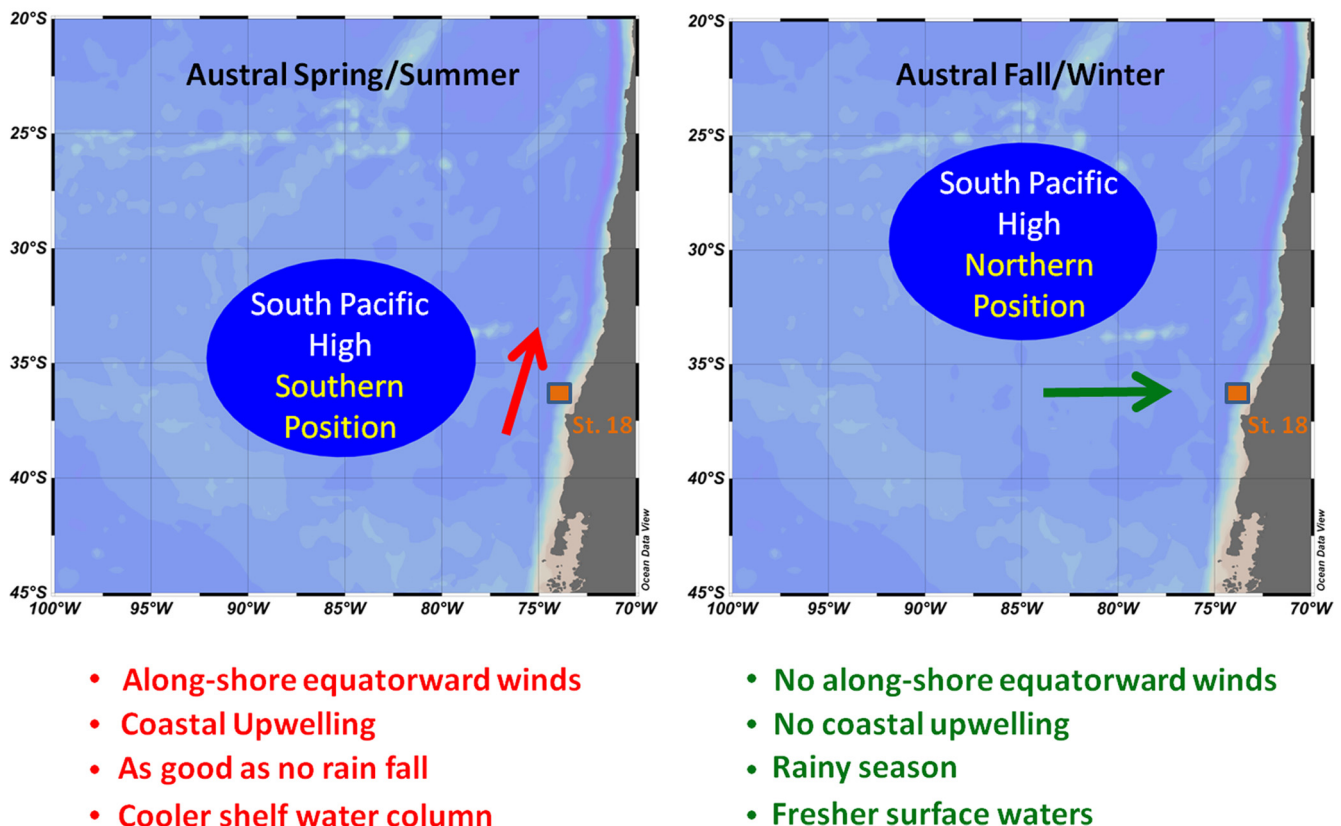 Austral Spring/Summer
20°S
25°S
30°S
35°S
40°S
45°S
South Pacific
High
Southern
Position
St. 18
Ocean Data View
100°W
95°W
90°W
85°W
80°W
75°W
70°W
• Along-shore equatorward winds
• Coastal Upwelling
• As good as no rain fall
• Cooler shelf water column
Austral Fall/Winter
20°S
25°S
30°S
35°S
40°S
45°S
South Pacific
High
Northern
Position
St. 18
Ocean Data View
100°W
95°W
90°W
85°W
80°W
75°W
70°W
• No along-shore equatorward winds
• No coastal upwelling
• Rainy season
• Fresher surface waters